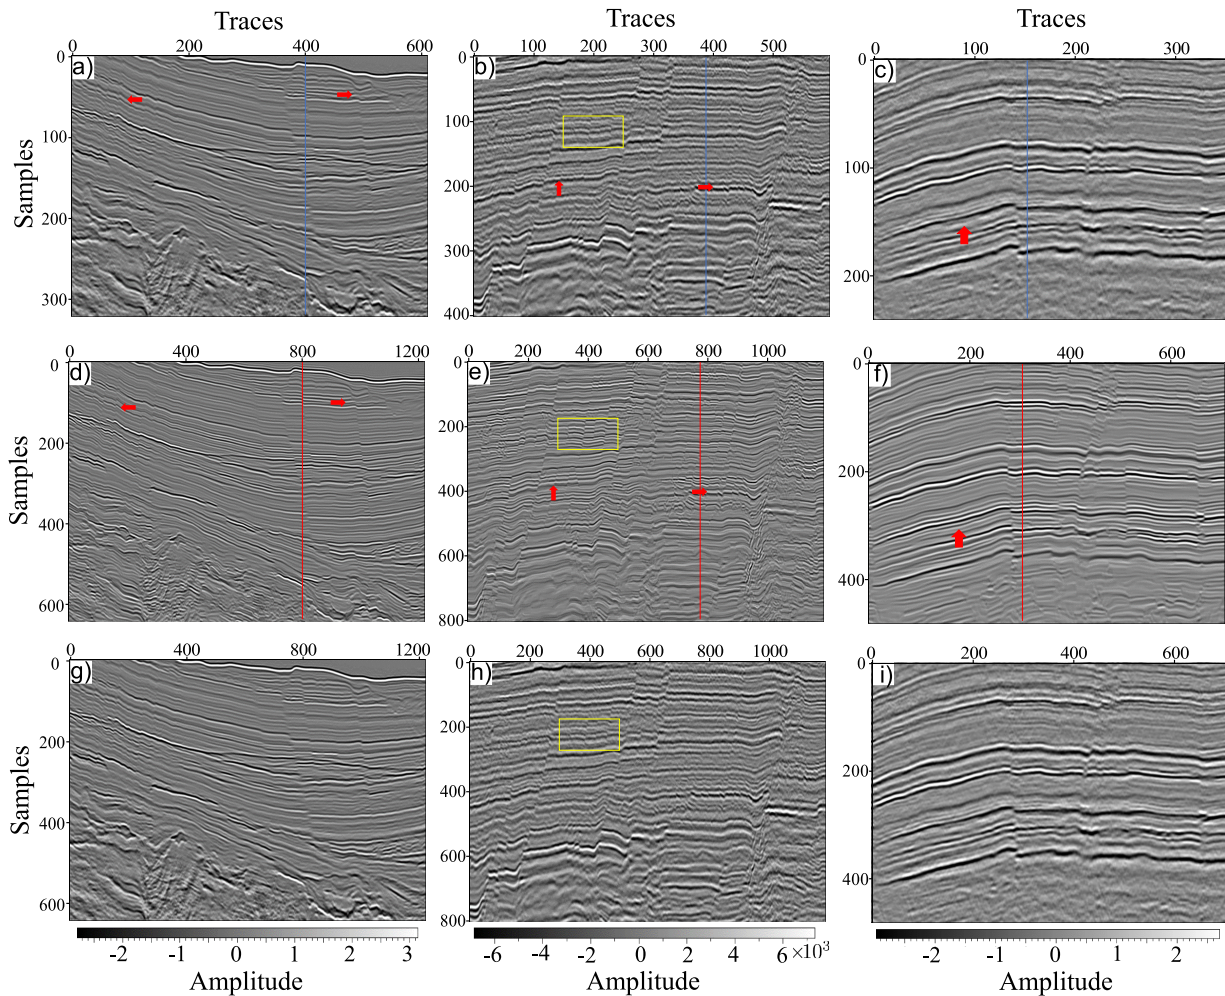 Traces Traces Traces
0 200 400 600 0 100 200 300 400 500 0 100 200 300
a) b) c)
0 100 200 300
0 100 200 300 400
0 100 200
Samples
0 400 800 1200 0 200 400 600 800 1000 0 200 400 600
d) e) f)
0 200 400 600
0 200 400 600 800
0 200 400
Samples
0 400 800 1200 0 200 400 600 800 1000 0 200 400 600
g) h) i)
0 200 400 600
0 200 400 600 800
0 200 400
Samples
-2 -1 0 1 2 3 -6 -4 -2 0 2 4 6×10³ -2 -1 0 1 2
Amplitude Amplitude Amplitude